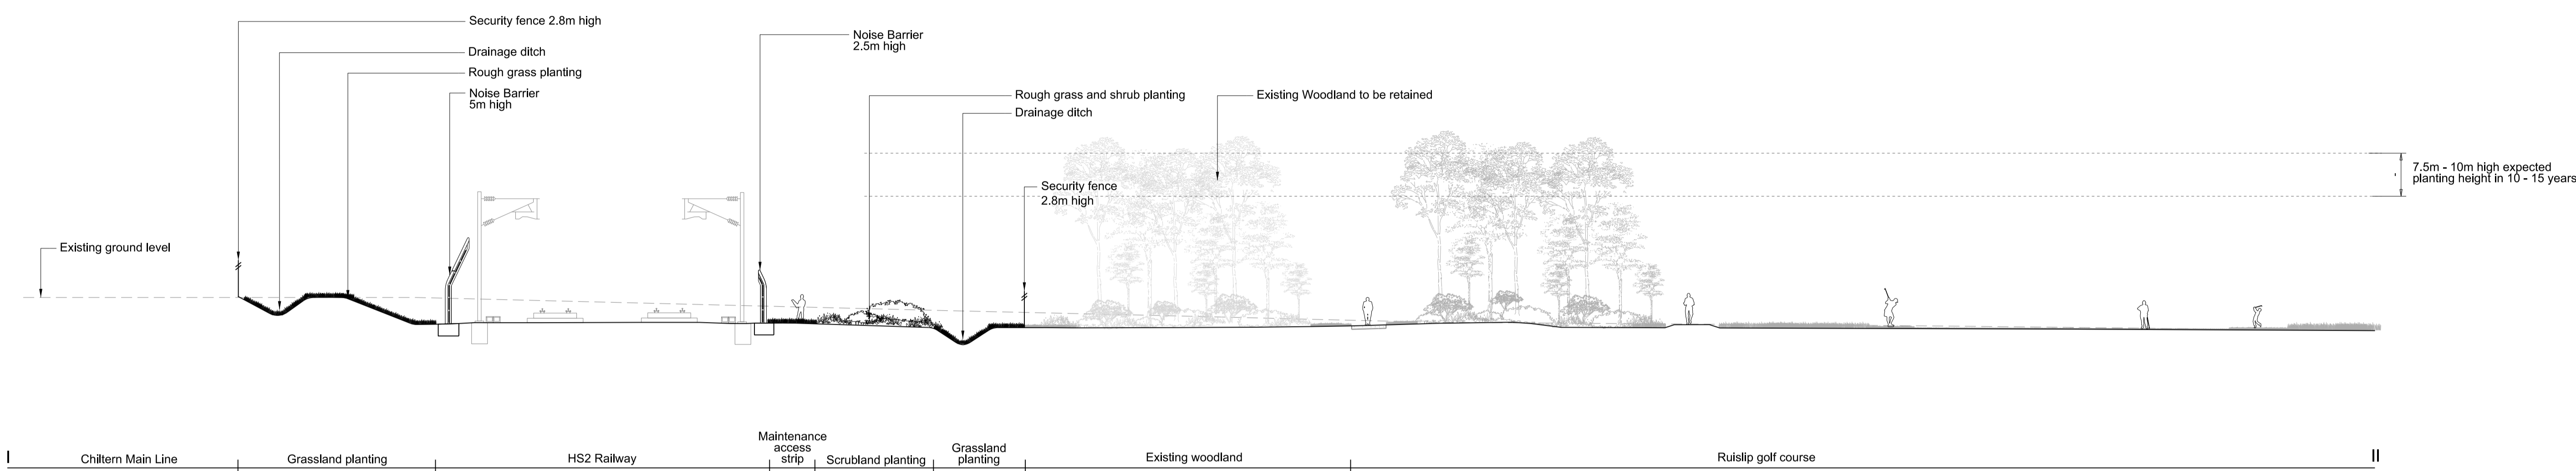 Security fence 2.8m high
Drainage ditch
Rough grass planting
Noise Barrier
5m high
Noise Barrier
2.5m high
Rough grass and shrub planting
Drainage ditch
Existing Woodland to be retained
Security fence
2.8m high
7.5m - 10m high expected
planting height in 10 - 15 years
Existing ground level
I
Chiltern Main Line
Grassland planting
HS2 Railway
Maintenance
access
strip
Scrubland planting
Grassland
planting
Existing woodland
Ruislip golf course
II